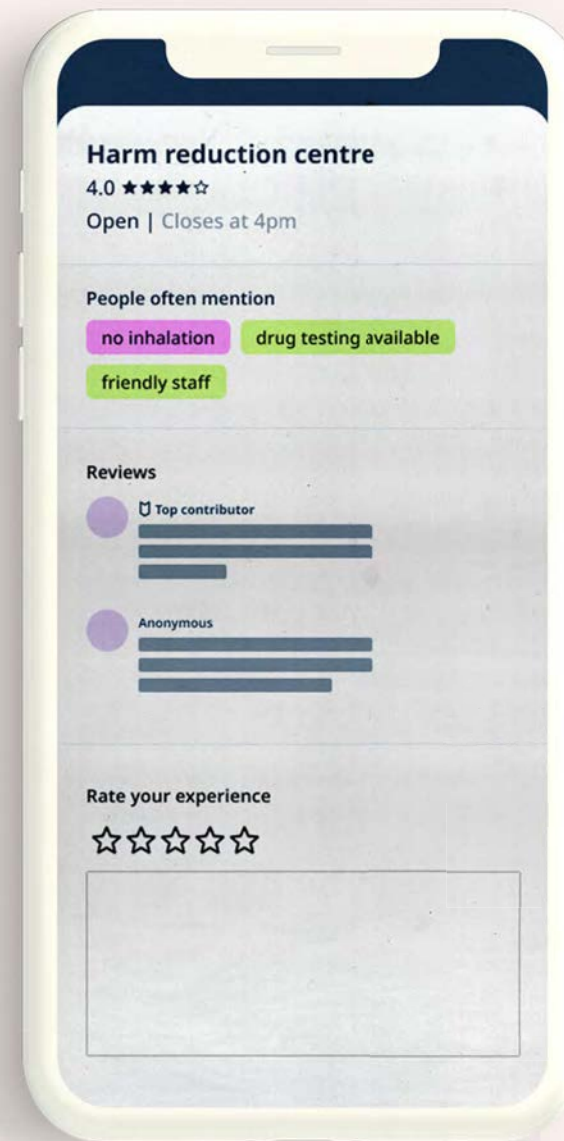 Harm reduction centre
4.0 ★★★★☆
Open | Closes at 4pm
People often mention
no inhalation drug testing available
friendly staff
Reviews
Top contributor
Anonymous
Rate your experience